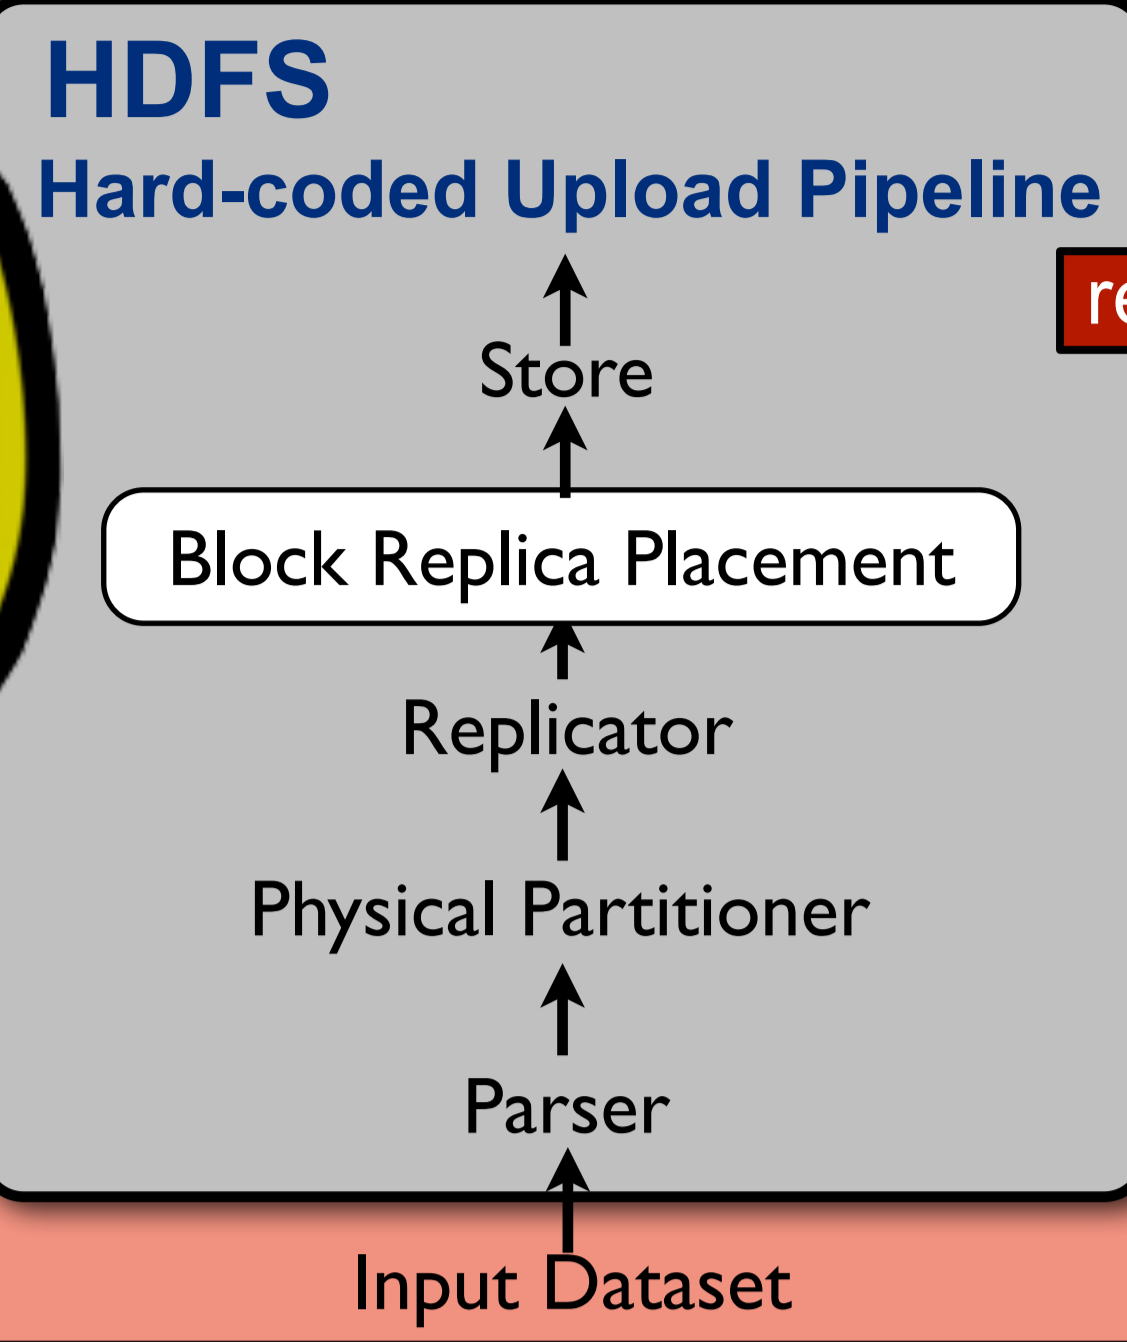 HDFS
Hard-coded Upload Pipeline
Store
Block Replica Placement
Replicator
Physical Partitioner
Parser
Input Dataset